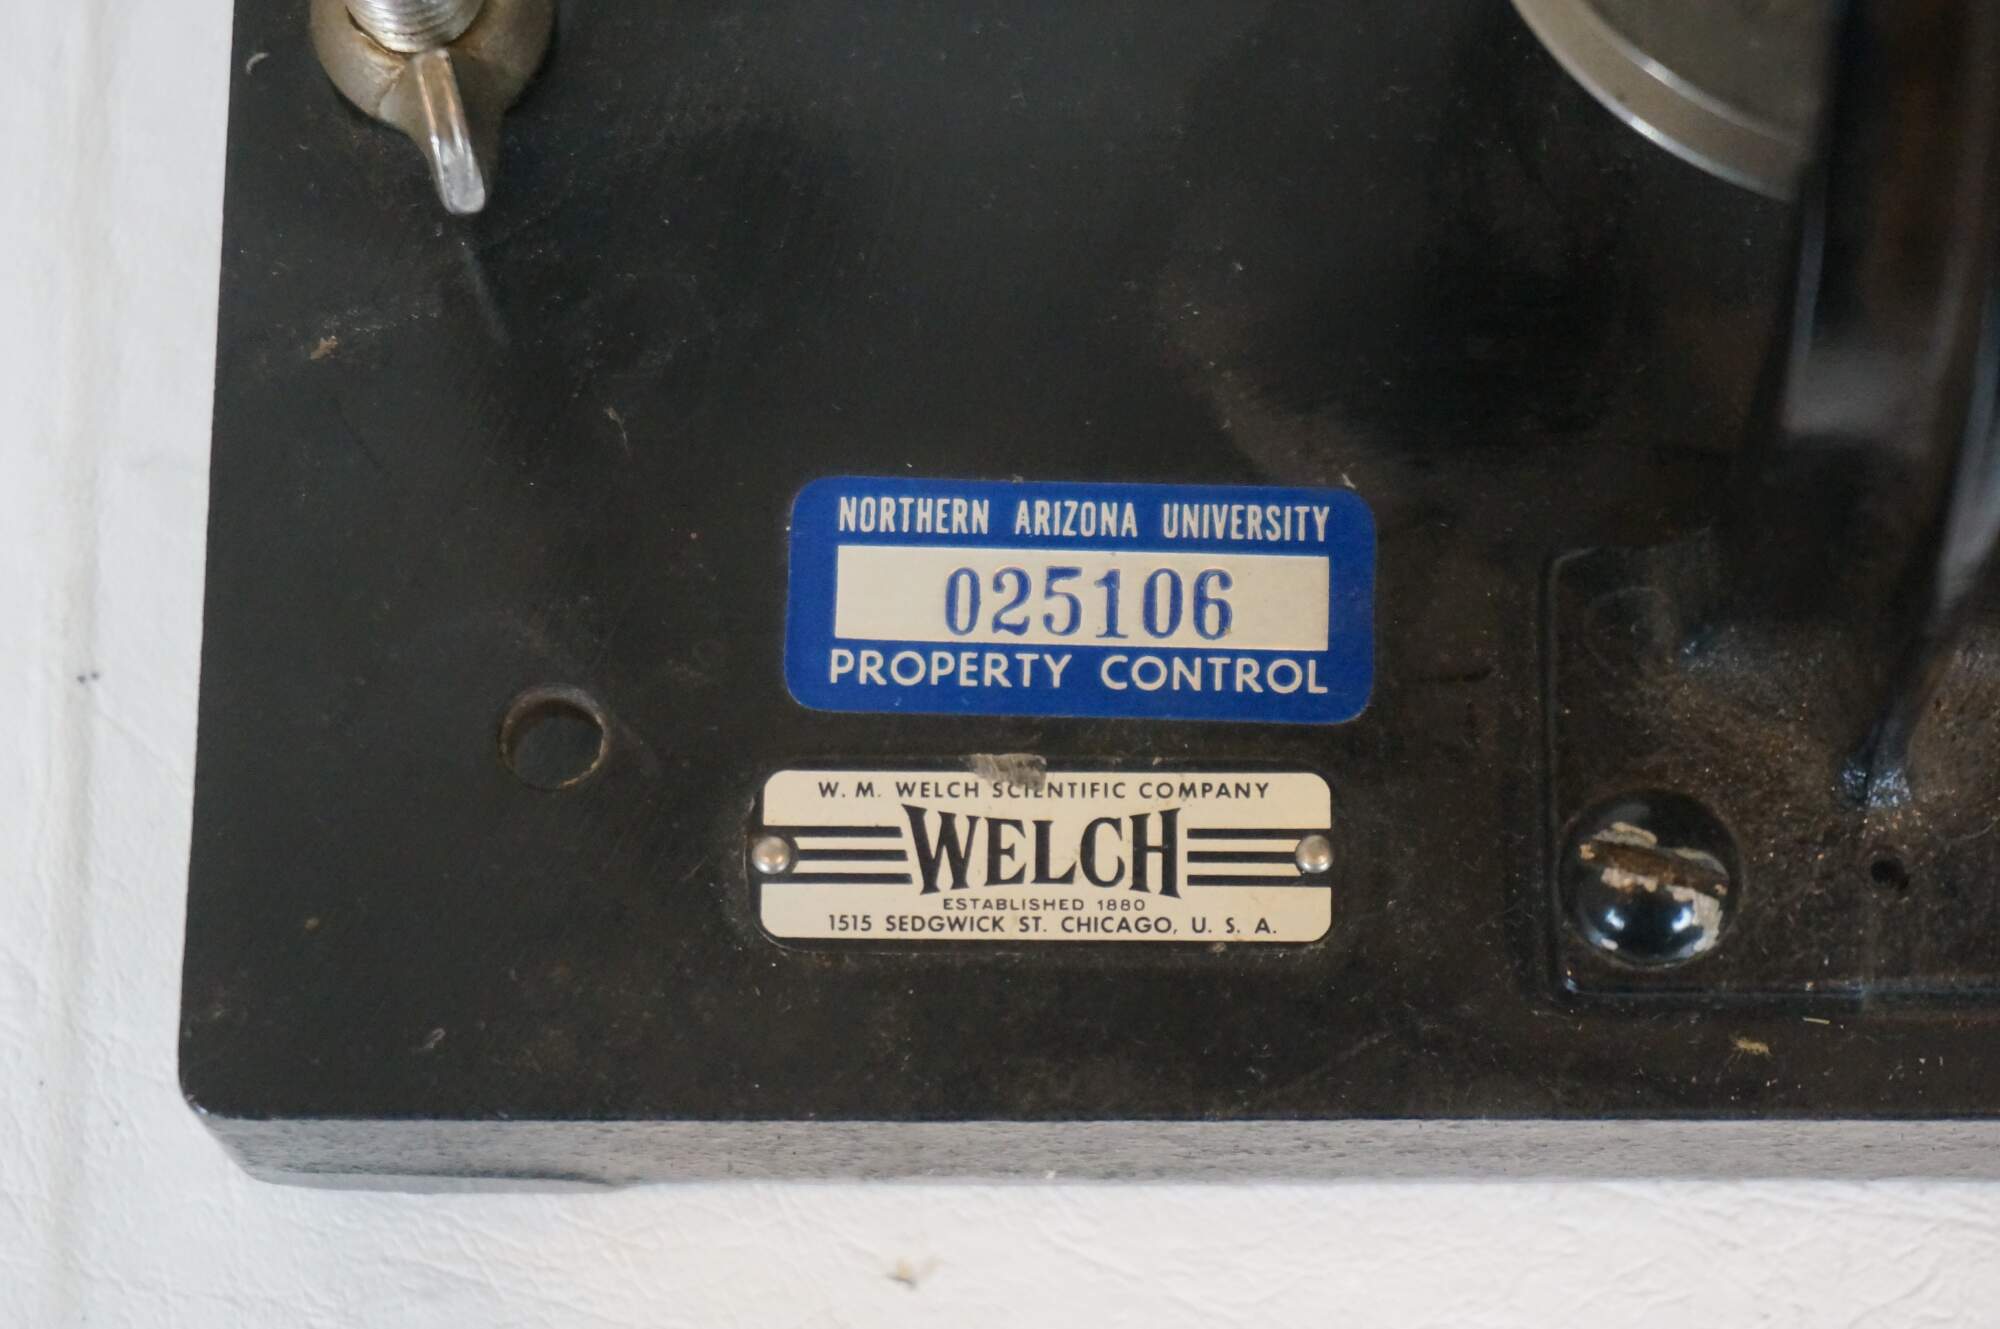 NORTHERN ARIZONA UNIVERSITY
025106
PROPERTY CONTROL
W. M. WELCH SCIENTIFIC COMPANY
WELCH
ESTABLISHED 1880
1515 SEDGWICK ST. CHICAGO, U. S. A.